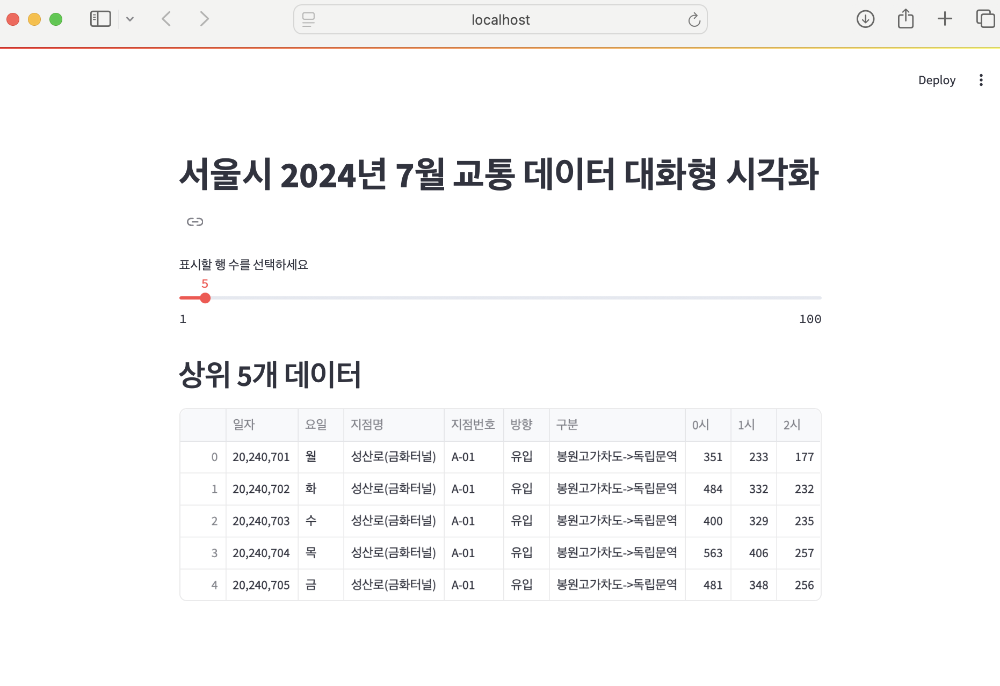 localhost
Deploy
서울시 2024년 7월 교통 데이터 대화형 시각화
표시할 행 수를 선택하세요
5
1 100
상위 5개 데이터
일자 요일 지점명 지점번호 방향 구분 0시 1시 2시
0 20,240,701 월 성산로(금화터널) A-01 유입 봉원고가차도->독립문역 351 233 177
1 20,240,702 화 성산로(금화터널) A-01 유입 봉원고가차도->독립문역 484 332 232
2 20,240,703 수 성산로(금화터널) A-01 유입 봉원고가차도->독립문역 400 329 235
3 20,240,704 목 성산로(금화터널) A-01 유입 봉원고가차도->독립문역 563 406 257
4 20,240,705 금 성산로(금화터널) A-01 유입 봉원고가차도->독립문역 481 348 256